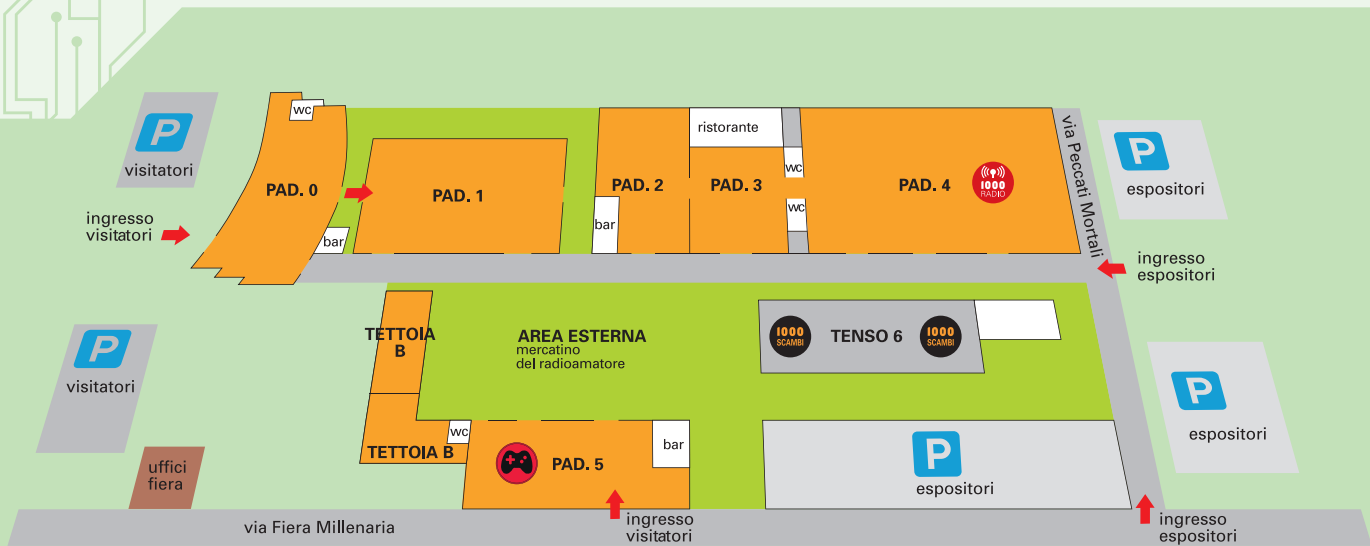 P
visitatori
ingresso
visitatori
wc
PAD. 0
bar
PAD. 1
PAD. 2
bar
ristorante
PAD. 3
wc
wc
PAD. 4
1000
RADIO
via Peccati Mortali
P
espositori
ingresso
espositori
P
visitatori
TETTOIA
B
AREA ESTERNA
mercatino
del radioamatore
1000
SCAMBI
TENSO 6
1000
SCAMBI
P
espositori
uffici
fiera
TETTOIA B
wc
PAD. 5
bar
P
espositori
via Fiera Millenaria
ingresso
visitatori
ingresso
espositori